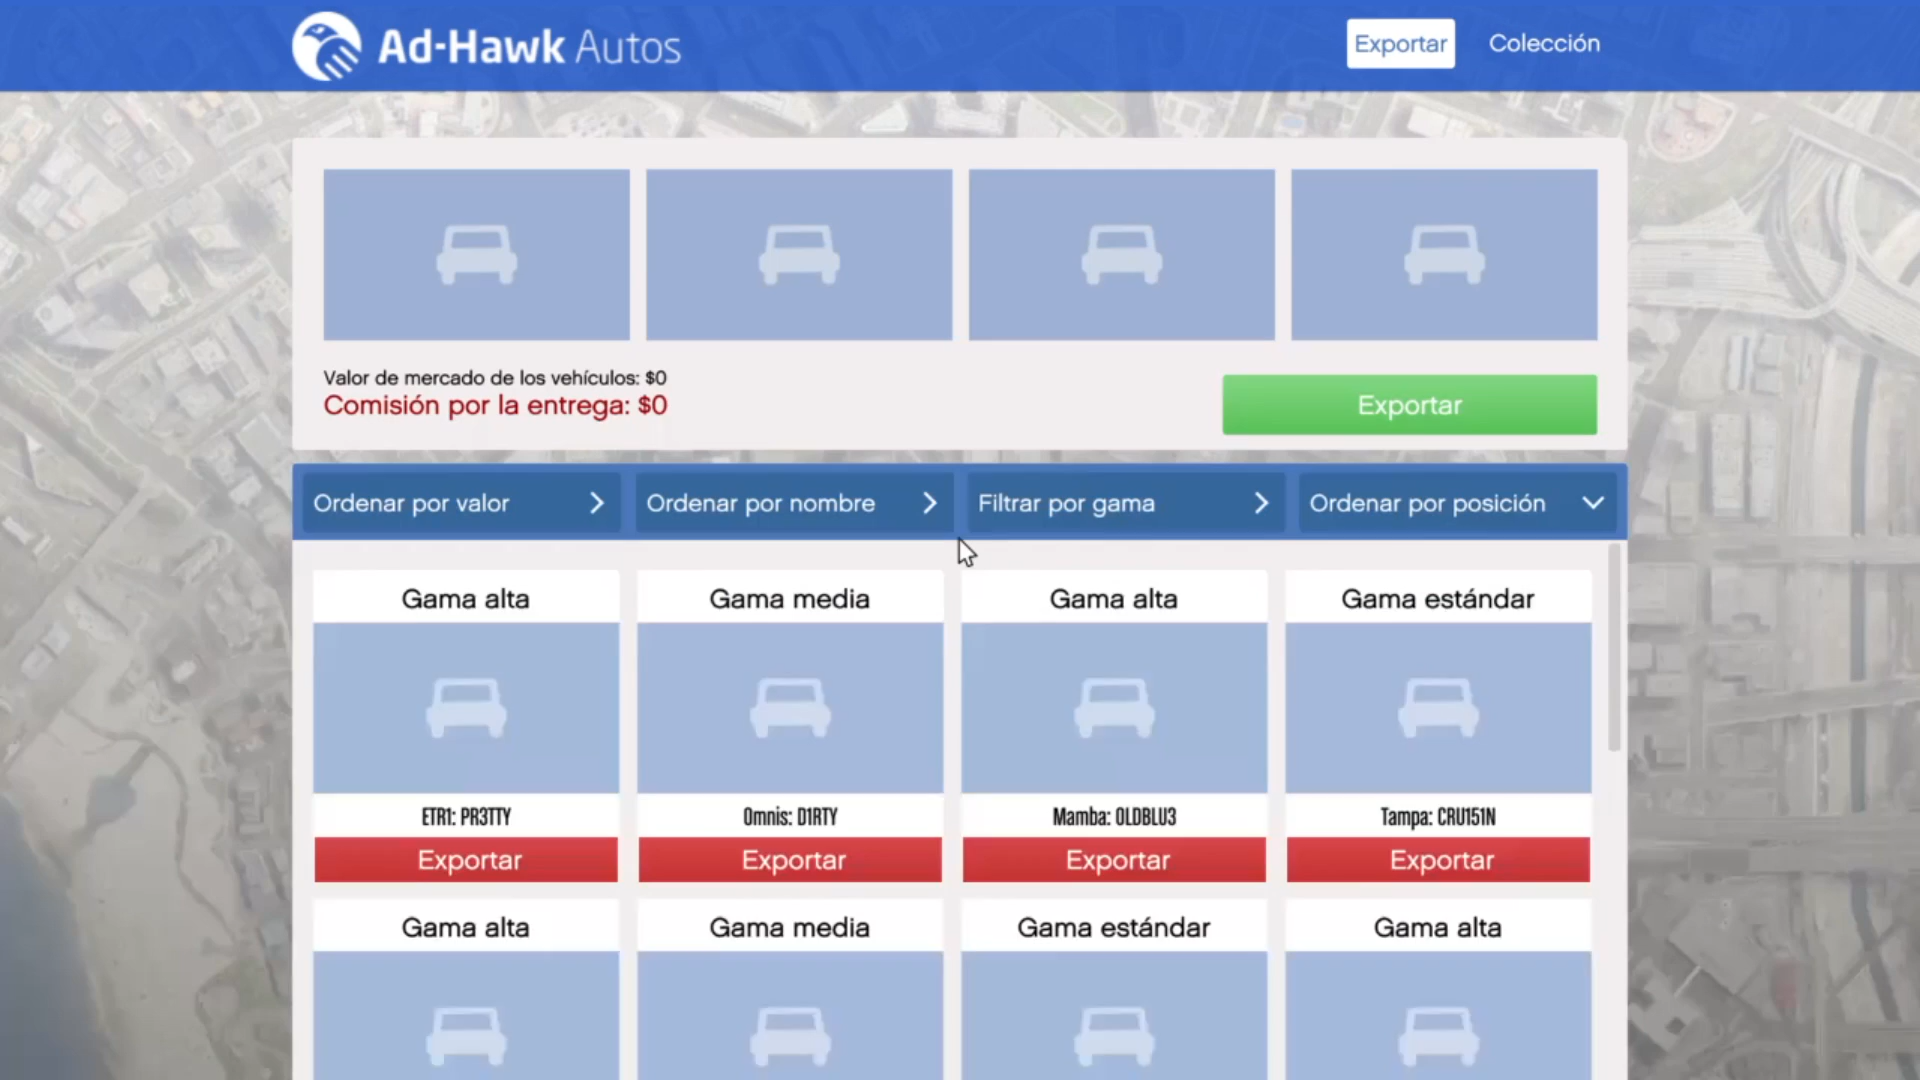 Ad-Hawk Autos
Exportar
Colección
Valor de mercado de los vehículos: $0
Comisión por la entrega: $0
Exportar
Ordenar por valor
Ordenar por nombre
Filtrar por gama
Ordenar por posición
Gama alta
Gama media
Gama alta
Gama estándar
ETR1: PR3TTY
Omnis: D1RTY
Mamba: OLDBLU3
Tampa: CRU151N
Exportar
Exportar
Exportar
Exportar
Gama alta
Gama media
Gama estándar
Gama alta